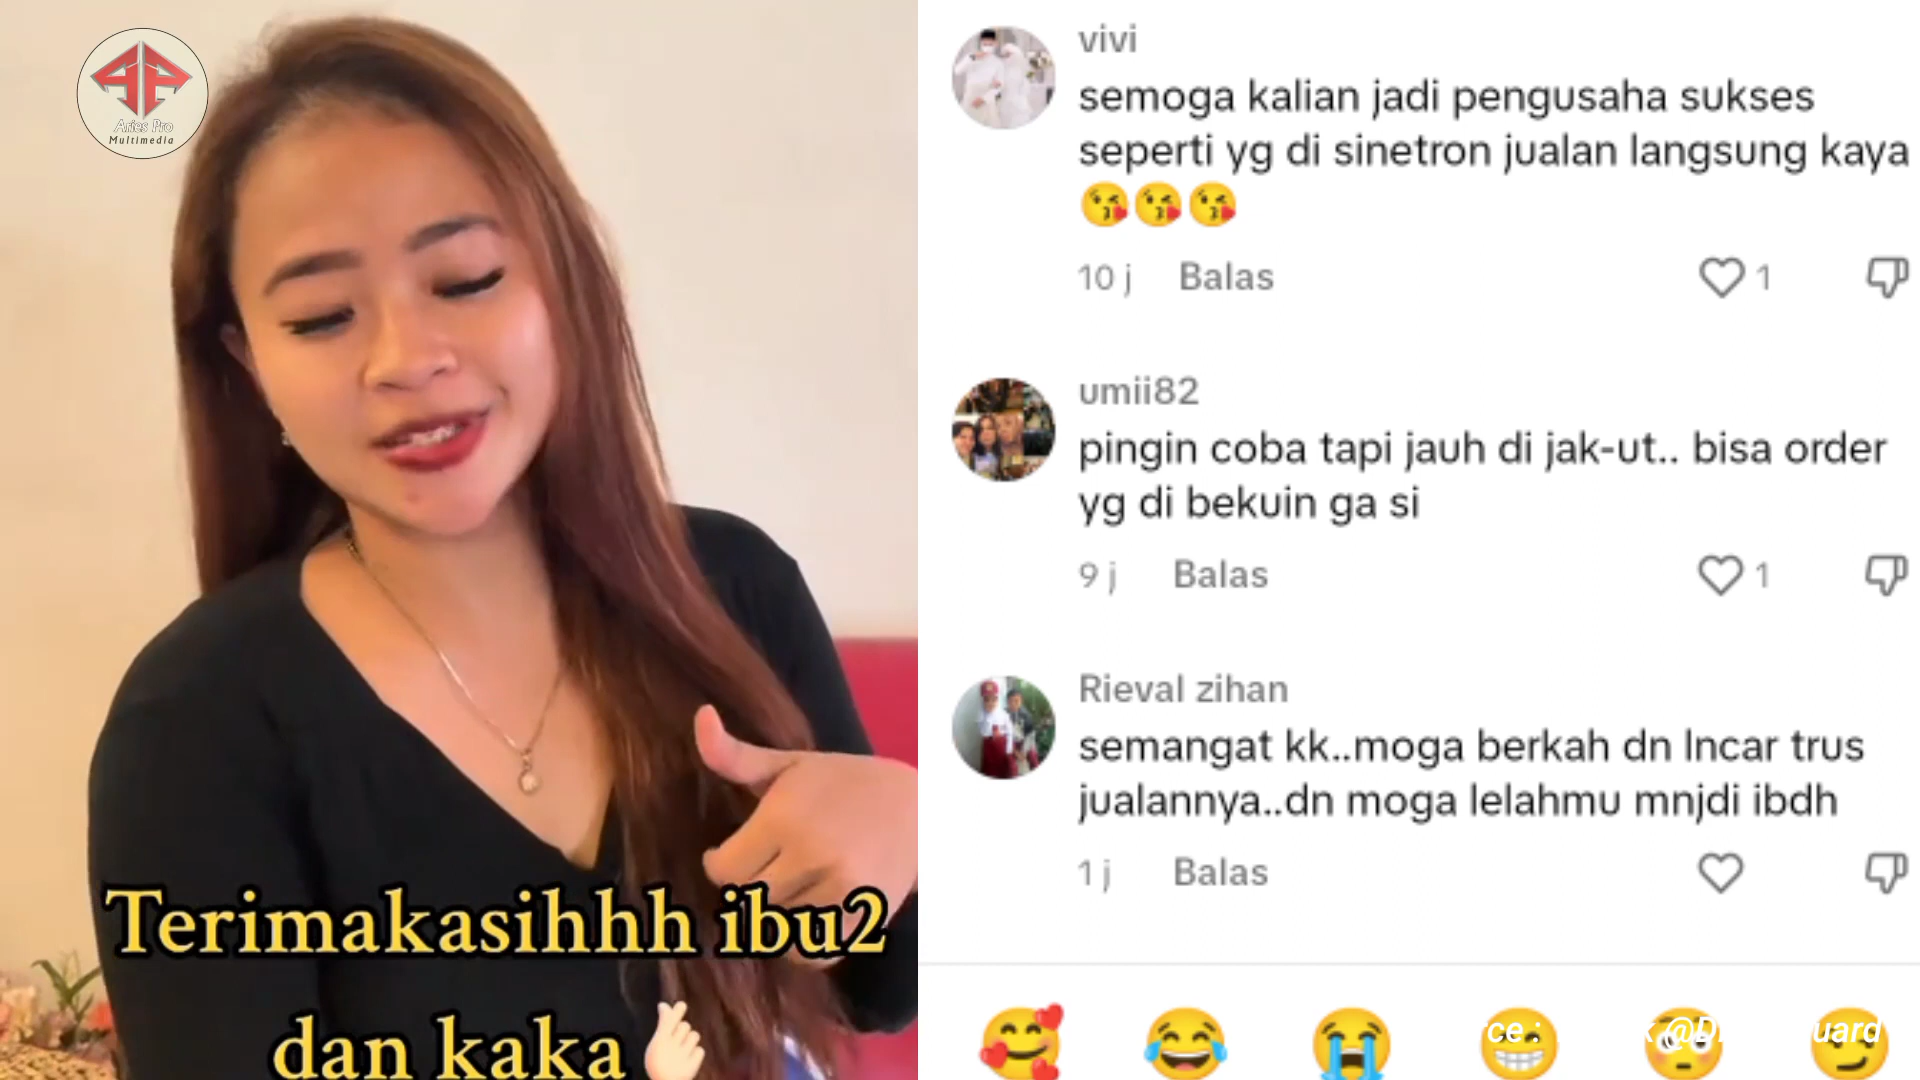 Aries Pro
Multimedia
Terimakasihhh ibu2
dan kaka
vivi
semoga kalian jadi pengusaha sukses
seperti yg di sinetron jualan langsung kaya
😘😘😘
10 j Balas 1
umii82
pingin coba tapi jauh di jak-ut.. bisa order
yg di bekuin ga si
9 j Balas 1
Rieval zihan
semangat kk..moga berkah dn lncar trus
jualannya..dn moga lelahmu mnjdi ibdh
1 j Balas